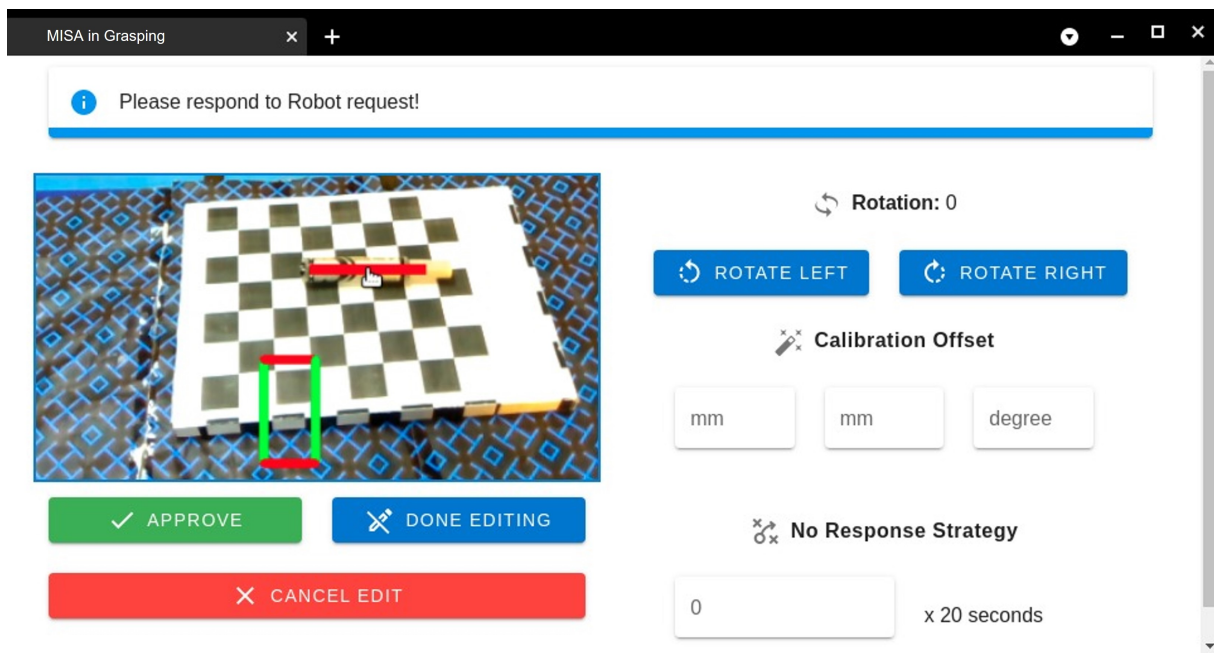 MISA in Grasping
Please respond to Robot request!
Rotation: 0
ROTATE LEFT
ROTATE RIGHT
Calibration Offset
mm
mm
degree
APPROVE
DONE EDITING
No Response Strategy
CANCEL EDIT
0
x 20 seconds